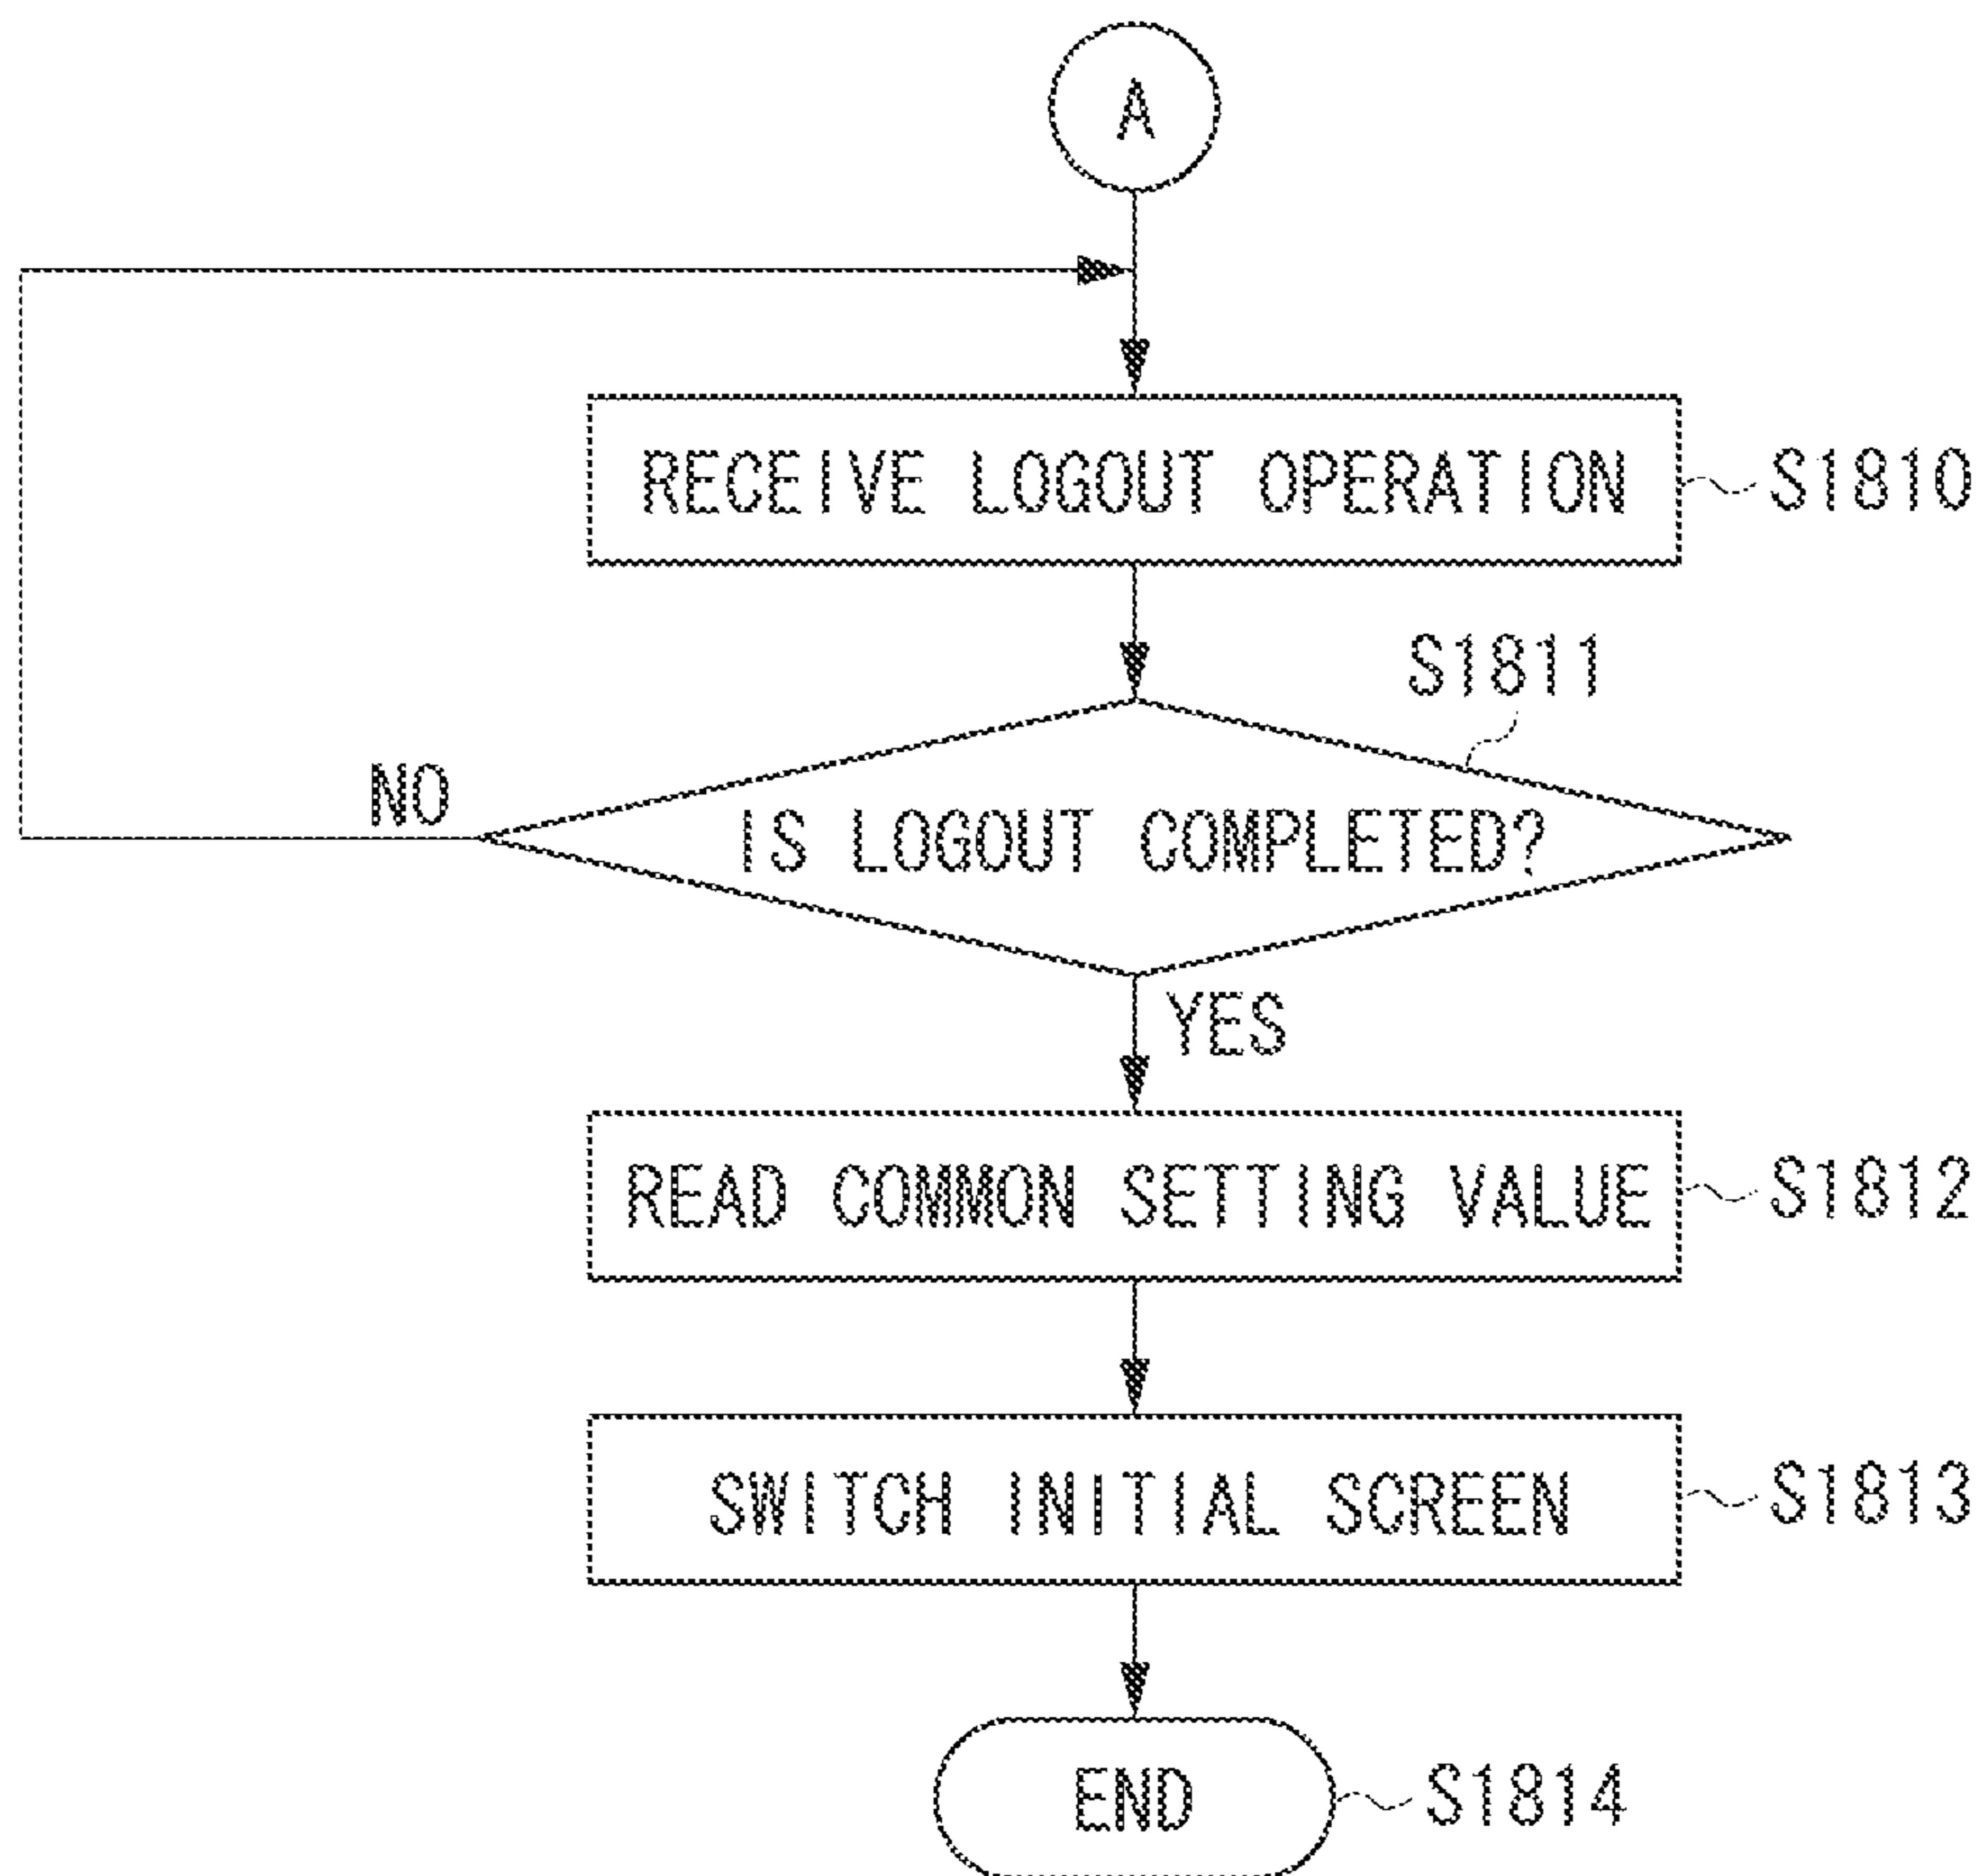 A
RECEIVE LOGOUT OPERATION
S1810
S1811
IS LOGOUT COMPLETED?
NO
YES
READ COMMON SETTING VALUE
S1812
SWITCH INITIAL SCREEN
S1813
END
S1814